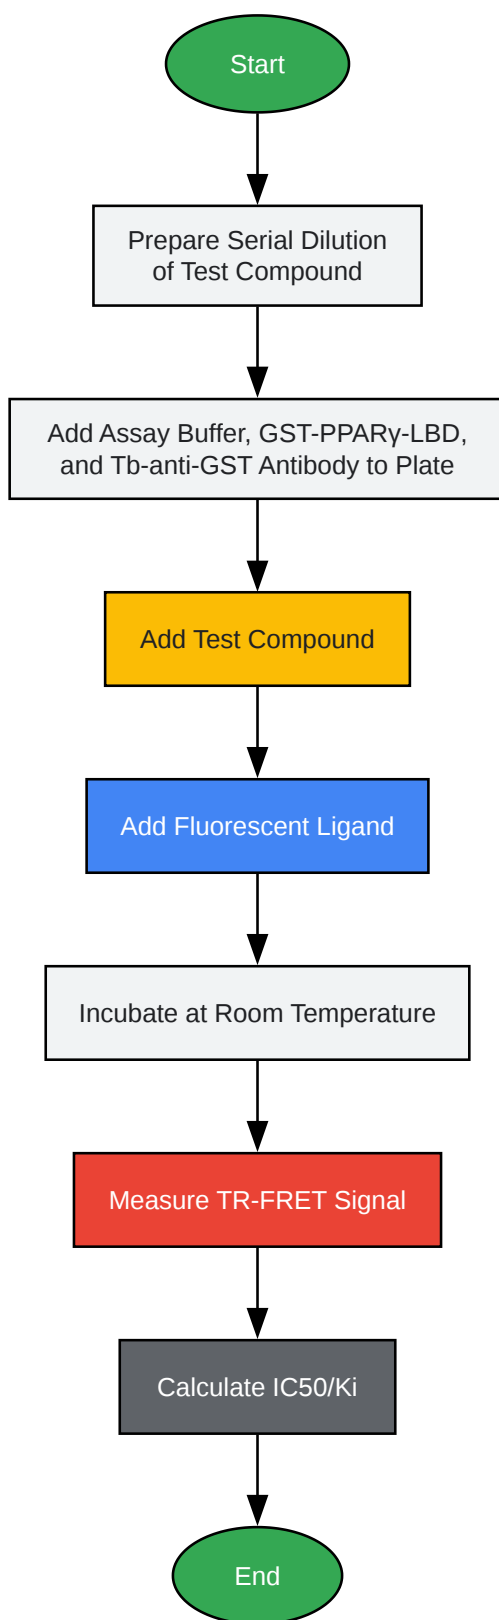 Start
Prepare Serial Dilution
of Test Compound
Add Assay Buffer, GST-PPARγ-LBD,
and Tb-anti-GST Antibody to Plate
Add Test Compound
Add Fluorescent Ligand
Incubate at Room Temperature
Measure TR-FRET Signal
Calculate IC50/Ki
End